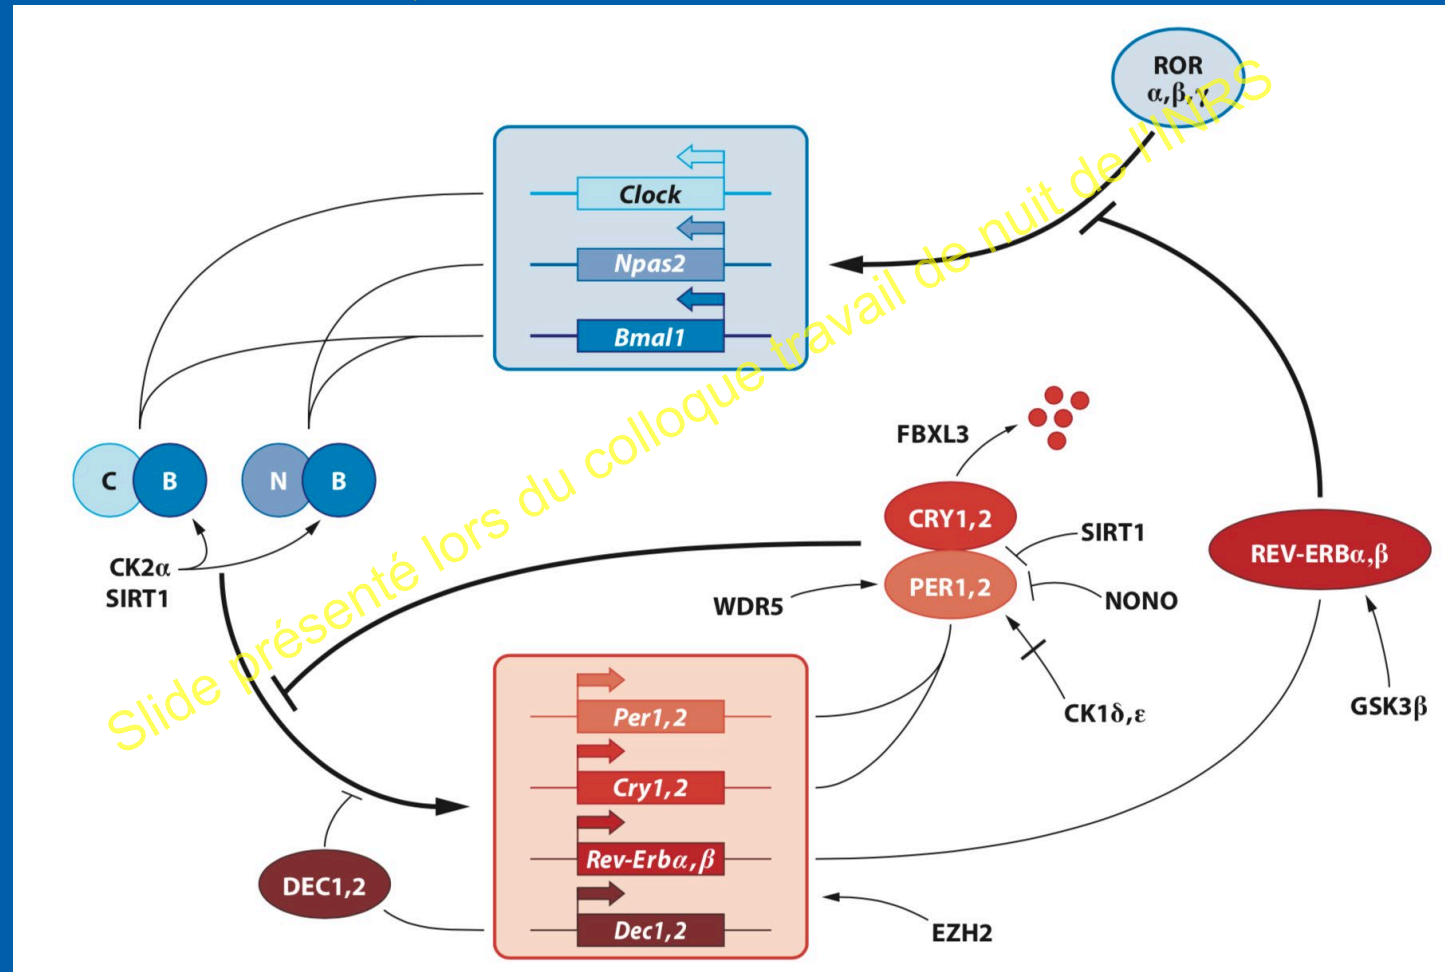 ROR
α,β,γ
Clock
Npas2
Bmal1
FBXL3
C B N B
CRY1,2
SIRT1
REV-ERBα,β
CK2α
SIRT1
WDR5
PER1,2
NONO
Per1,2
CK1δ,ε
GSK3β
Cry1,2
Rev-Erbα,β
DEC1,2
Dec1,2
EZH2
Slide présenté lors du colloque travail de nuit de l'INRS